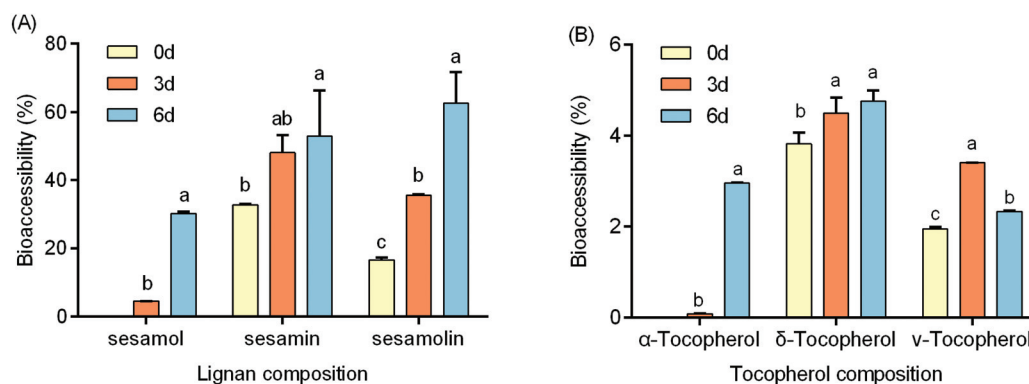 (A)
80
60
40
20
0
Bioaccessibility (%)
0d
3d
6d
b
a
b
ab
a
c
b
a
sesamol
sesamin
sesamolin
Lignan composition
(B)
6
4
2
0
Bioaccessibility (%)
0d
3d
6d
b
a
b
a
a
c
a
b
α-Tocopherol
δ-Tocopherol
ν-Tocopherol
Tocopherol composition